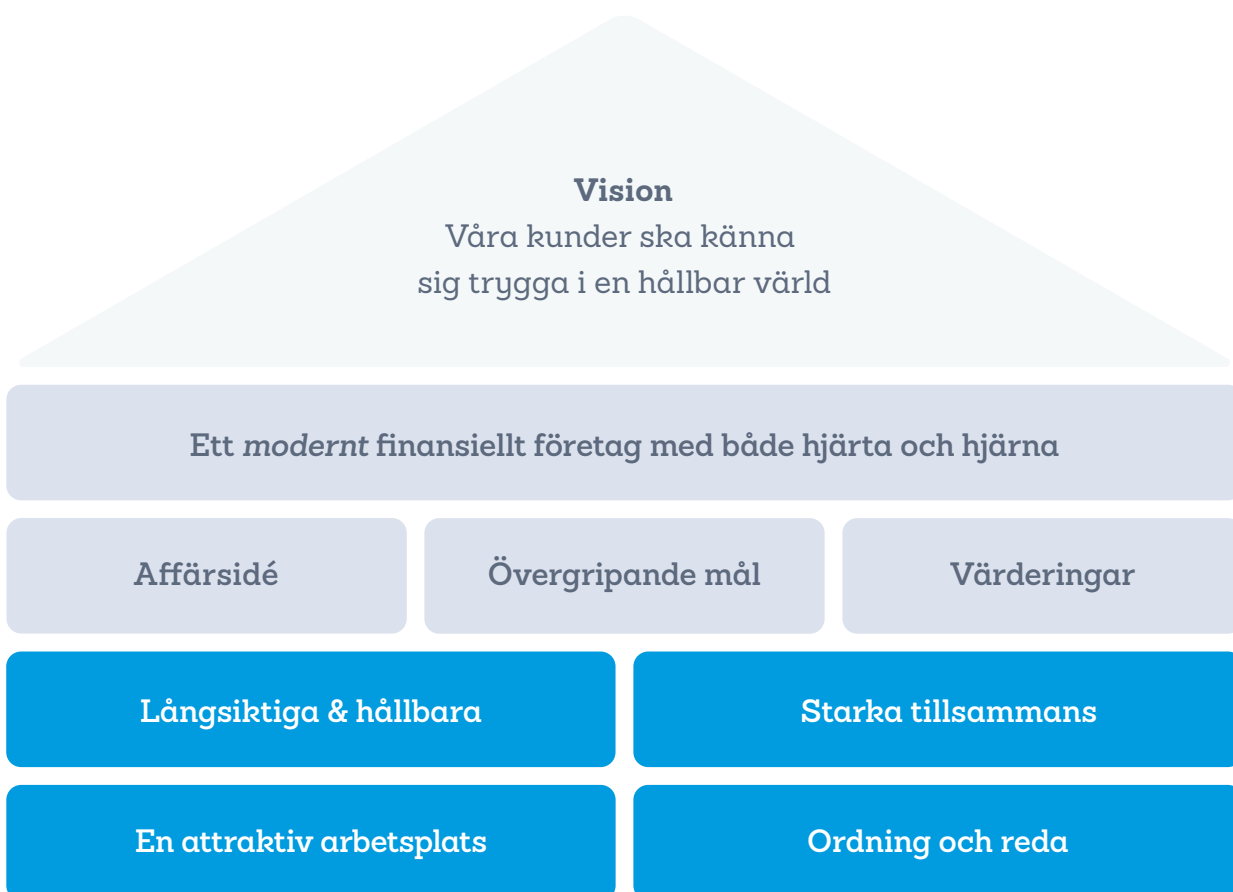 Vision
Våra kunder ska känna
sig trygga i en hållbar värld
Ett modernt finansiellt företag med både hjärta och hjärna
Affärsidé
Övergripande mål
Värderingar
Långsiktiga & hållbara
Starka tillsammans
En attraktiv arbetsplats
Ordning och reda